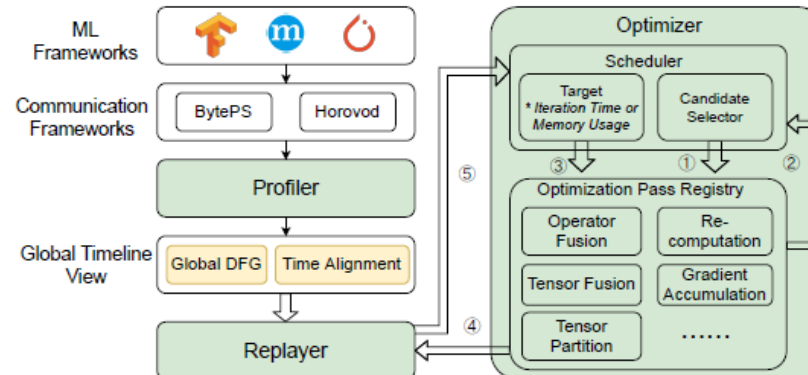 ML
Frameworks
m
Communication
Frameworks
BytePS
Horovod
Profiler
Global Timeline
View
Global DFG
Time Alignment
Replayer
⑤
④
Optimizer
Scheduler
Target
* Iteration Time or
Memory Usage
Candidate
Selector
③
①
②
Optimization Pass Registry
Operator
Fusion
Re-
computation
Tensor Fusion
Gradient
Accumulation
Tensor
Partition
......